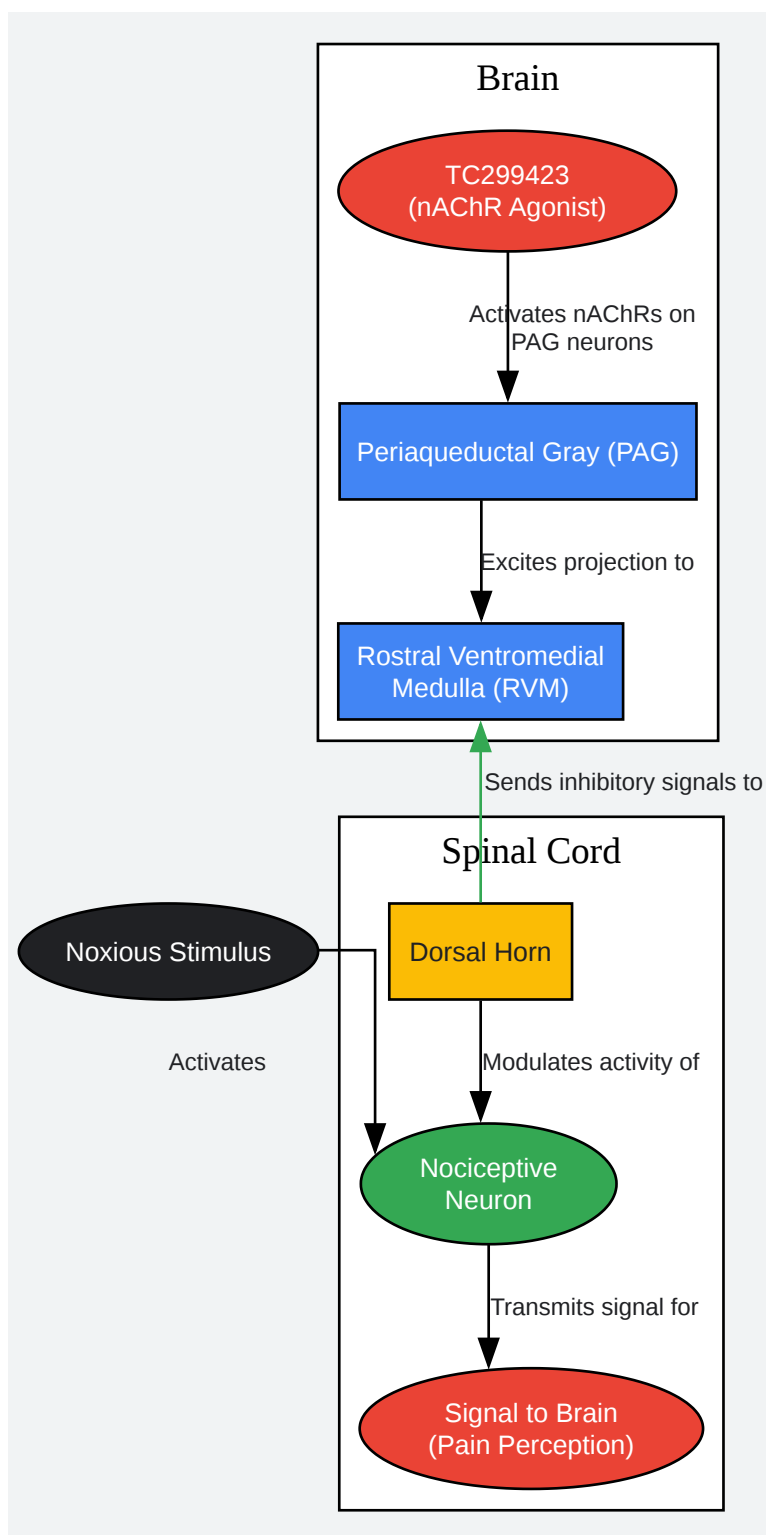 Brain
TC299423
(nAChR Agonist)
Activates nAChRs on
PAG neurons
Periaqueductal Gray (PAG)
Excites projection to
Rostral Ventromedial
Medulla (RVM)
Sends inhibitory signals to
Spinal Cord
Noxious Stimulus
Dorsal Horn
Activates
Modulates activity of
Nociceptive
Neuron
Transmits signal for
Signal to Brain
(Pain Perception)